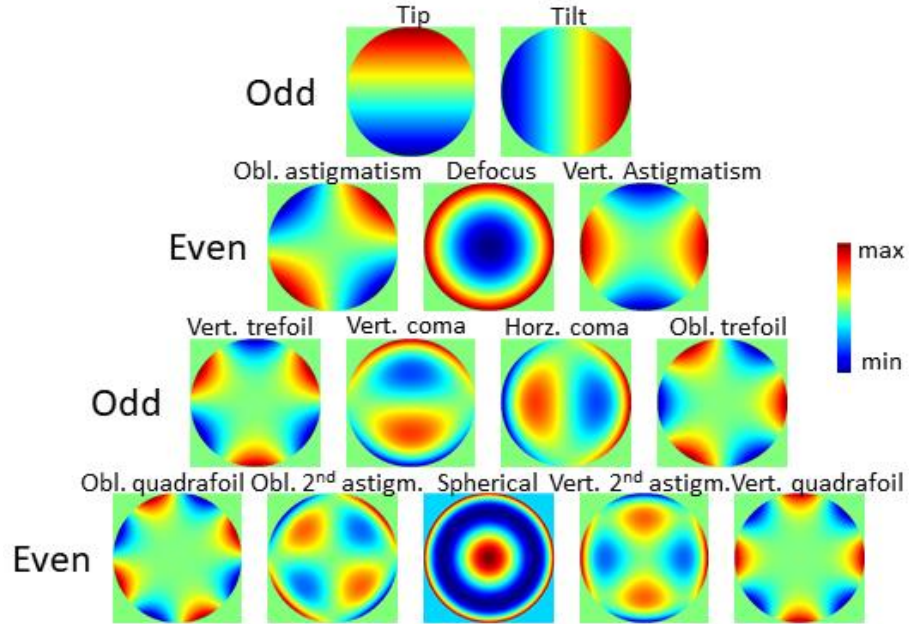 Tip Tilt
Odd
Obl. astigmatism Defocus Vert. Astigmatism
Even
max
min
Vert. trefoil Vert. coma Horz. coma Obl. trefoil
Odd
Obl. quadrafoil Obl. 2nd astigm. Spherical Vert. 2nd astigm. Vert. quadrafoil
Even